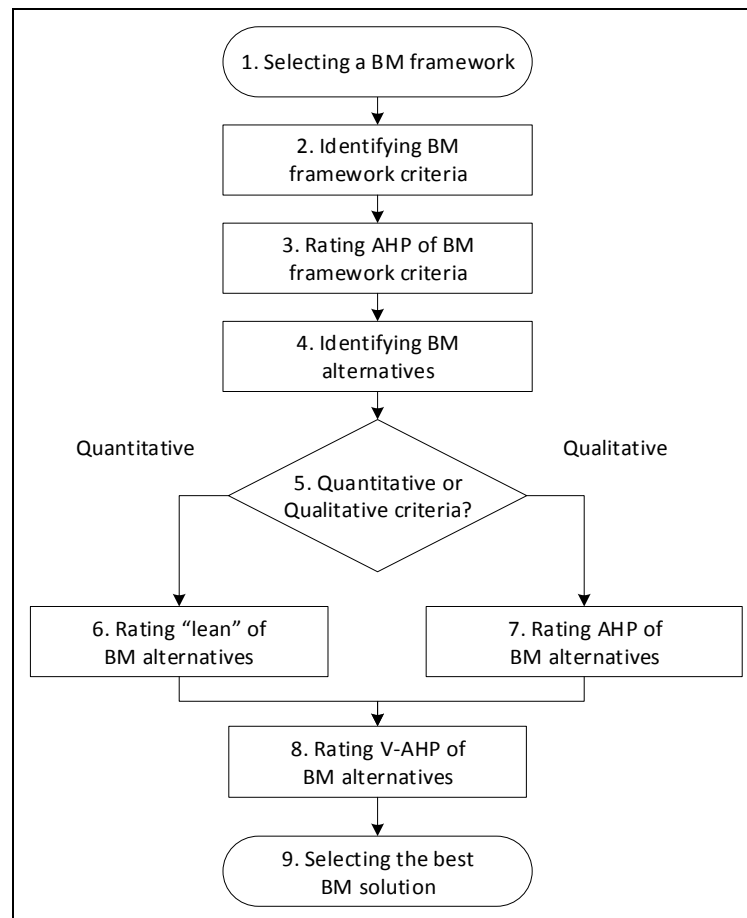 1. Selecting a BM framework
2. Identifying BM
framework criteria
3. Rating AHP of BM
framework criteria
4. Identifying BM
alternatives
Quantitative
Qualitative
5. Quantitative or
Qualitative criteria?
6. Rating “lean” of
BM alternatives
7. Rating AHP of
BM alternatives
8. Rating V-AHP of
BM alternatives
9. Selecting the best
BM solution